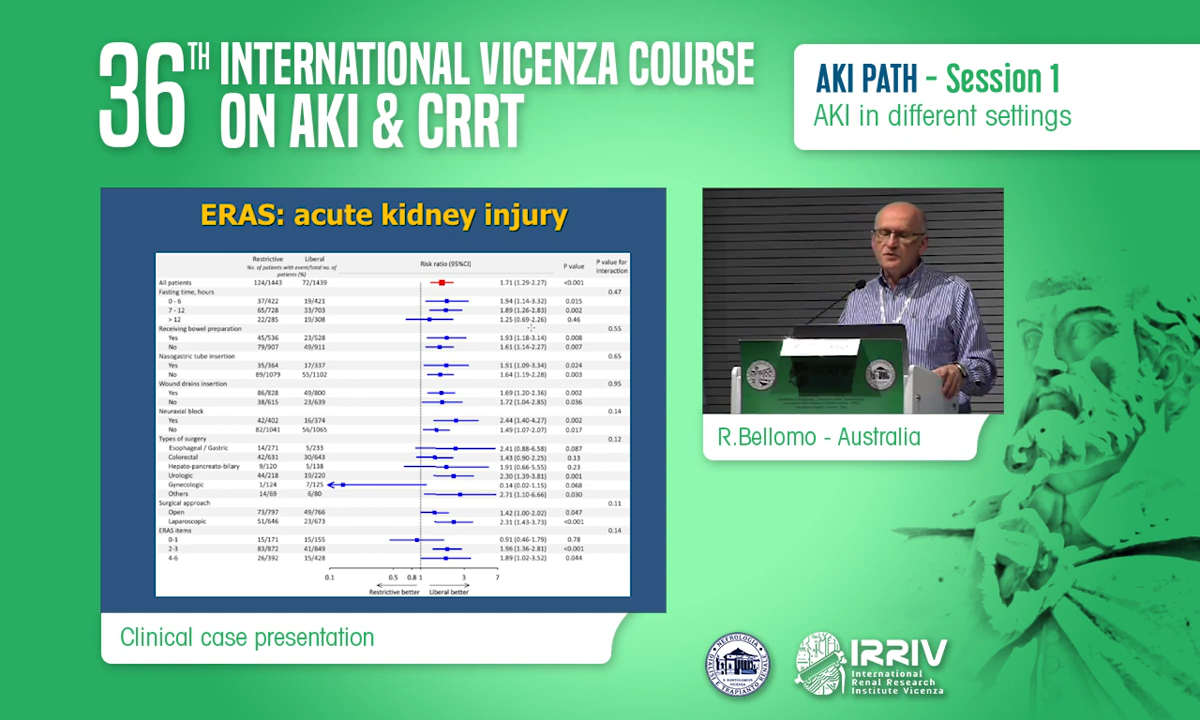 36TH INTERNATIONAL VICENZA COURSE
ON AKI & CRRT
AKI PATH - Session 1
AKI in different settings
ERAS: acute kidney injury
Restrictive Liberal Risk ratio (95%CI) P value P value for
No. of patients with event/total no. of interaction
patients (%)
All patients 124/1443 72/1439 1.71 (1.29-2.27) <0.001
Fasting time, hours 0.47
0 - 6 37/422 19/421 1.94 (1.14-3.32) 0.015
7 - 12 65/728 33/703 1.89 (1.26-2.83) 0.002
> 12 22/285 19/308 1.25 (0.69-2.26) 0.46
Receiving bowel preparation 0.55
Yes 45/536 23/528 1.93 (1.18-3.14) 0.008
No 79/907 49/911 1.61 (1.14-2.27) 0.007
Nasogastric tube insertion 0.65
Yes 35/364 17/337 1.91 (1.09-3.34) 0.024
No 89/1079 55/1102 1.64 (1.19-2.28) 0.003
Wound drains insertion 0.95
Yes 86/828 49/800 1.69 (1.20-2.36) 0.002
No 38/615 23/639 1.72 (1.04-2.85) 0.036
Neuraxial block 0.14
Yes 42/402 16/374 2.44 (1.40-4.27) 0.002
No 82/1041 56/1065 1.49 (1.07-2.07) 0.017
Types of surgery 0.12
Esophageal / Gastric 14/271 5/233 2.41 (0.88-6.58) 0.087
Colorectal 42/631 30/643 1.43 (0.90-2.25) 0.13
Hepato-pancreato-bilary 9/120 5/138 1.91 (0.66-5.55) 0.23
Urologic 44/218 19/220 2.30 (1.39-3.81) 0.001
Gynecologic 1/124 7/125 0.14 (0.02-1.15) 0.068
Others 14/69 6/80 2.71 (1.10-6.66) 0.030
Surgical approach 0.11
Open 73/797 49/766 1.42 (1.00-2.02) 0.047
Laparoscopic 51/646 23/673 2.31 (1.43-3.73) <0.001
ERAS items 0.14
0-1 15/171 15/155 0.91 (0.46-1.79) 0.78
2-3 83/872 41/849 1.96 (1.36-2.81) <0.001
4-6 26/392 15/428 1.89 (1.02-3.52) 0.044
0.1 0.5 0.8 1 3 7
Restrictive better Liberal better
R.Bellomo - Australia
Clinical case presentation
NEFROLOGIA
DIALISI E TRAPIANTO RENALE
S. BORTOLO VICENZA
IRRIV
International
Renal Research
Institute Vicenza